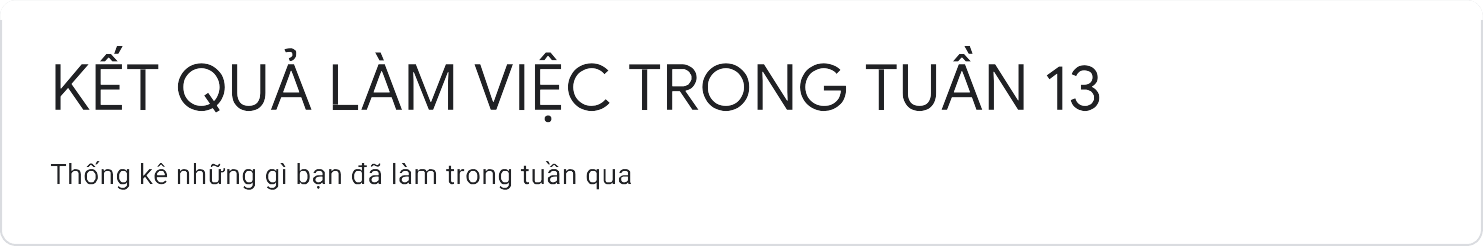 KẾT QUẢ LÀM VIỆC TRONG TUẦN 13
Thống kê những gì bạn đã làm trong tuần qua